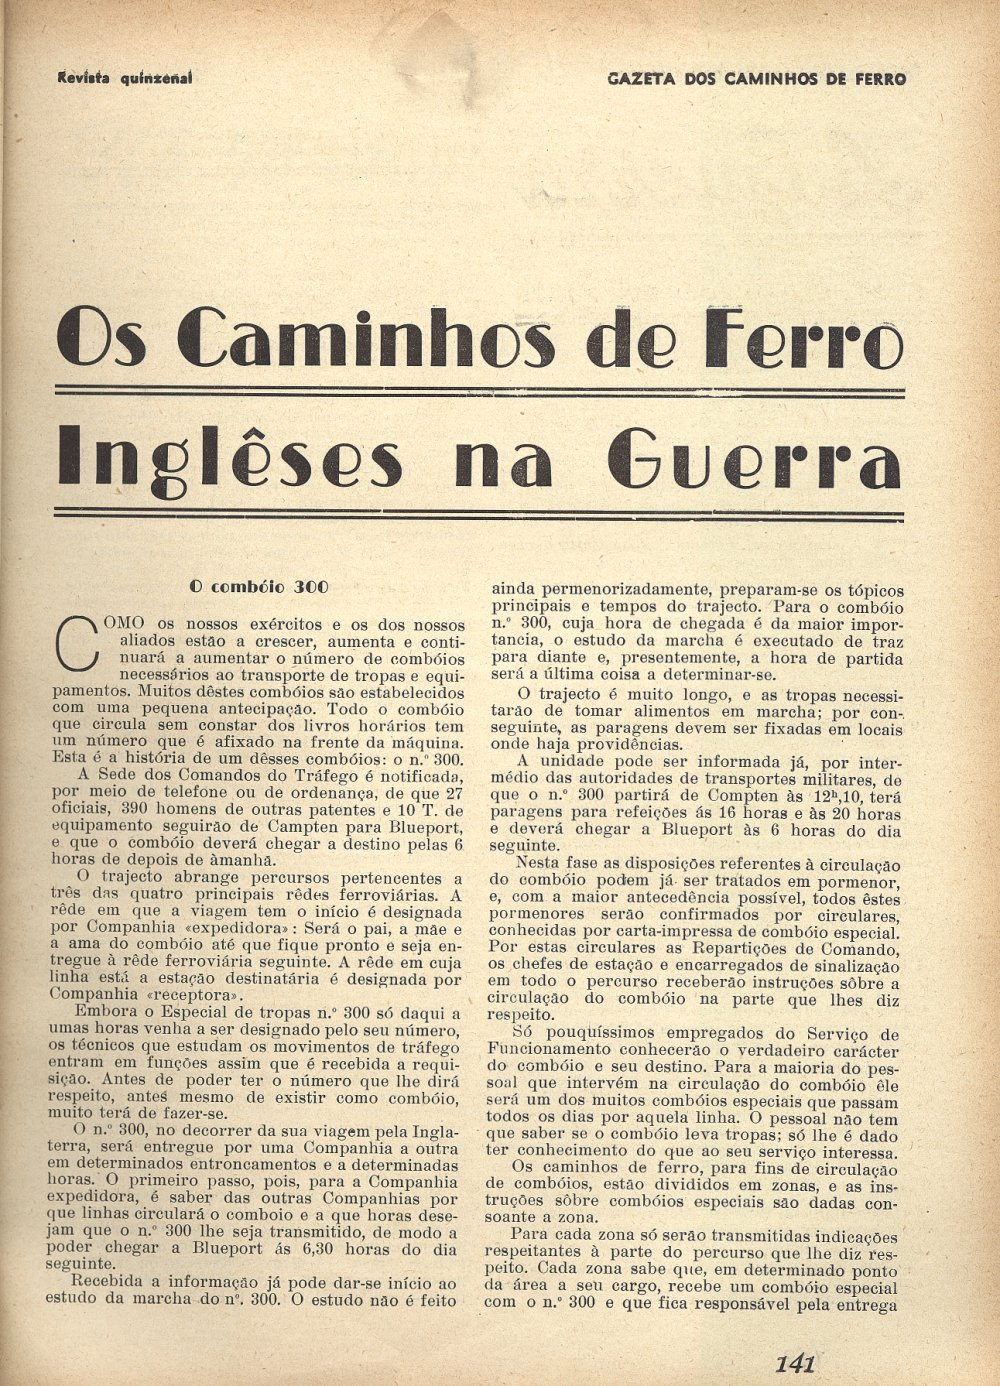 Revista quinzenal
GAZETA DOS CAMINHOS DE FERRO
Os Caminhos de Ferro
Inglêses na Guerra
O combóio 300
COMO os nossos exércitos e os dos nossos
aliados estão a crescer, aumenta e conti-
nuará a aumentar o número de combóios
necessários ao transporte de tropas e equi-
pamentos. Muitos dêstes combóios são estabelecidos
com uma pequena antecipação. Todo o combóio
que circula sem constar dos livros horários tem
um número que é afixado na frente da máquina.
Esta é a história de um dêsses combóios: o n.º 300.
A Sede dos Comandos do Tráfego é notificada,
por meio de telefone ou de ordenança, de que 27
oficiais, 390 homens de outras patentes e 10 T. de
equipamento seguirão de Campten para Blueport,
e que o combóio deverá chegar a destino pelas 6
horas de depois de àmanhã.
O trajecto abrange percursos pertencentes a
três das quatro principais rêdes ferroviárias. A
rêde em que a viagem tem o início é designada
por Companhia «expedidora»: Será o pai, a mãe e
a ama do combóio até que fique pronto e seja en-
tregue à rêde ferroviária seguinte. A rêde em cuja
linha está a estação destinatária é designada por
Companhia «receptora».
Embora o Especial de tropas n.º 300 só daqui a
umas horas venha a ser designado pelo seu número,
os técnicos que estudam os movimentos de tráfego
entram em funções assim que é recebida a requi-
sição. Antes de poder ter o número que lhe dirá
respeito, antes mesmo de existir como combóio,
muito terá de fazer-se.
O n.º 300, no decorrer da sua viagem pela Ingla-
terra, será entregue por uma Companhia a outra
em determinados entroncamentos e a determinadas
horas. O primeiro passo, pois, para a Companhia
expedidora, é saber das outras Companhias por
que linhas circulará o comboio e a que horas dese-
jam que o n.º 300 lhe seja transmitido, de modo a
poder chegar a Blueport ás 6,30 horas do dia
seguinte.
Recebida a informação já pode dar-se início ao
estudo da marcha do nº. 300. O estudo não é feito
ainda permenorizadamente, preparam-se os tópicos
principais e tempos do trajecto. Para o combóio
n.º 300, cuja hora de chegada é da maior impor-
tancia, o estudo da marcha é executado de traz
para diante e, presentemente, a hora de partida
será a última coisa a determinar-se.
O trajecto é muito longo, e as tropas necessi-
tarão de tomar alimentos em marcha; por con-
seguinte, as paragens devem ser fixadas em locais
onde haja providências.
A unidade pode ser informada já, por inter-
médio das autoridades de transportes militares, de
que o n.º 300 partirá de Compten às 12ʰ,10, terá
paragens para refeições ás 16 horas e às 20 horas
e deverá chegar a Blueport às 6 horas do dia
seguinte.
Nesta fase as disposições referentes à circulação
do combóio podem já ser tratados em pormenor,
e, com a maior antecedência possível, todos êstes
pormenores serão confirmados por circulares,
conhecidas por carta-impressa de combóio especial.
Por estas circulares as Repartições de Comando,
os chefes de estação e encarregados de sinalização
em todo o percurso receberão instruções sôbre a
circulação do combóio na parte que lhes diz
respeito.
Só pouquíssimos empregados do Serviço de
Funcionamento conhecerão o verdadeiro carácter
do combóio e seu destino. Para a maioria do pes-
soal que intervém na circulação do combóio êle
será um dos muitos combóios especiais que passam
todos os dias por aquela linha. O pessoal não tem
que saber se o combóio leva tropas; só lhe é dado
ter conhecimento do que ao seu serviço interessa.
Os caminhos de ferro, para fins de circulação
de combóios, estão divididos em zonas, e as ins-
truções sôbre combóios especiais são dadas con-
soante a zona.
Para cada zona só serão transmitidas indicações
respeitantes à parte do percurso que lhe diz res-
peito. Cada zona sabe que, em determinado ponto
da área a seu cargo, recebe um combóio especial
com o n.º 300 e que fica responsável pela entrega
141